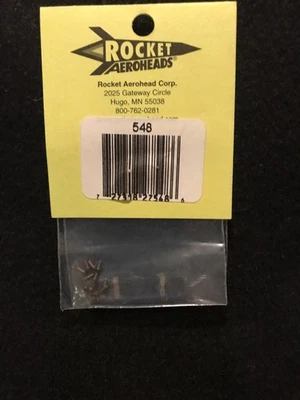 ROCKET
AEROHEADS®
Rocket Aerohead Corp.
2025 Gateway Circle
Hugo, MN 55038
800-762-0281
548